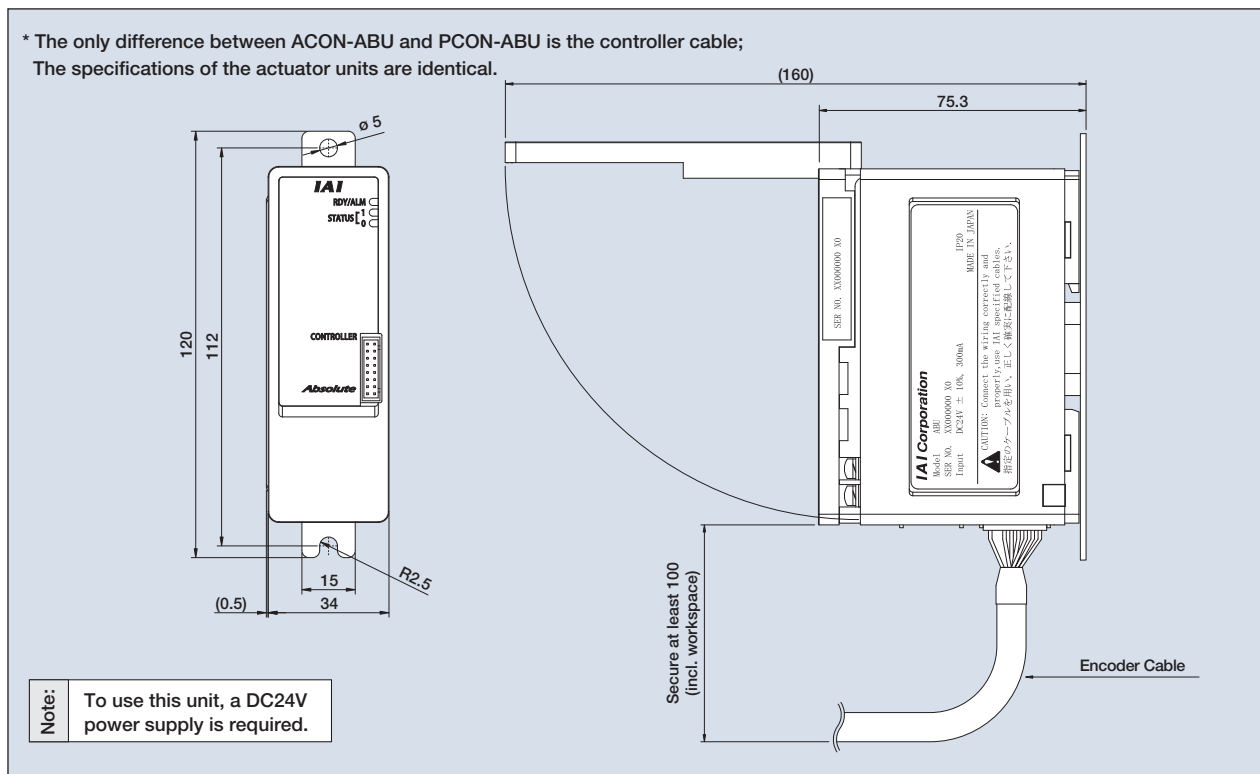 * The only difference between ACON-ABU and PCON-ABU is the controller cable;
The specifications of the actuator units are identical.
(160)
75.3
ø 5
120
112
IAI
RDY/ALM
STATUS
1
0
CONTROLLER
Absolute
15
R2.5
(0.5)
34
SER NO. XX000000 X0
IAI Corporation
Model ABU
SER NO. XX000000 X0
Input DC24V ± 10%, 300mA IP20
MADE IN JAPAN
CAUTION: Connect the wiring correctly and
properly, use IAI specified cables.
指定のケーブルを用い、正しく確実に配線して下さい。
Secure at least 100
(incl. workspace)
Encoder Cable
Note:
To use this unit, a DC24V
power supply is required.